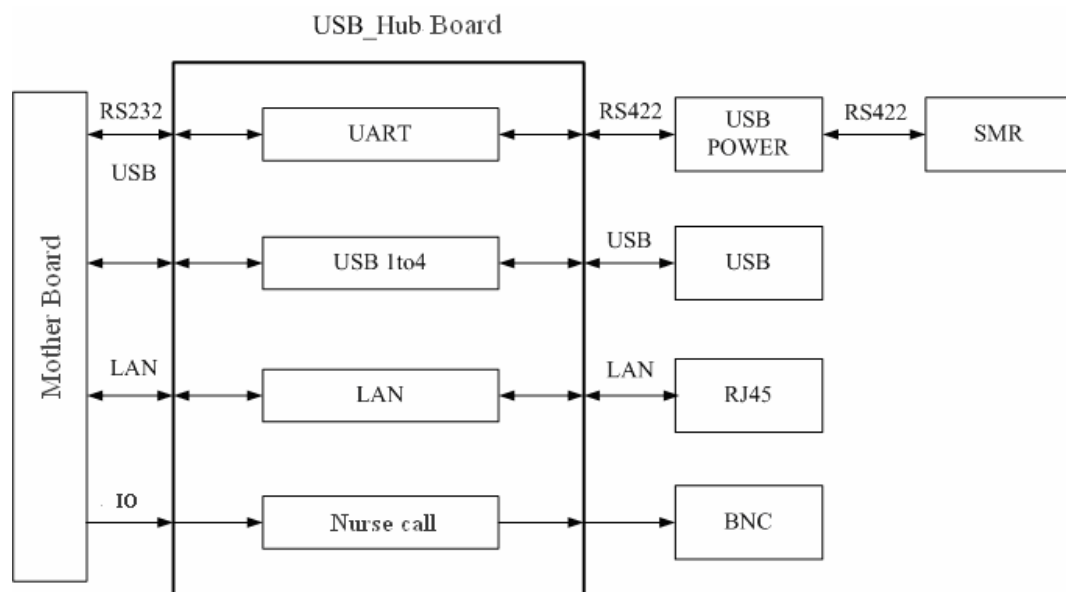 USB_Hub Board
Mother Board
RS232
UART
RS422
USB
POWER
RS422
SMR
USB
USB 1to4
USB
USB
LAN
LAN
LAN
RJ45
IO
Nurse call
BNC